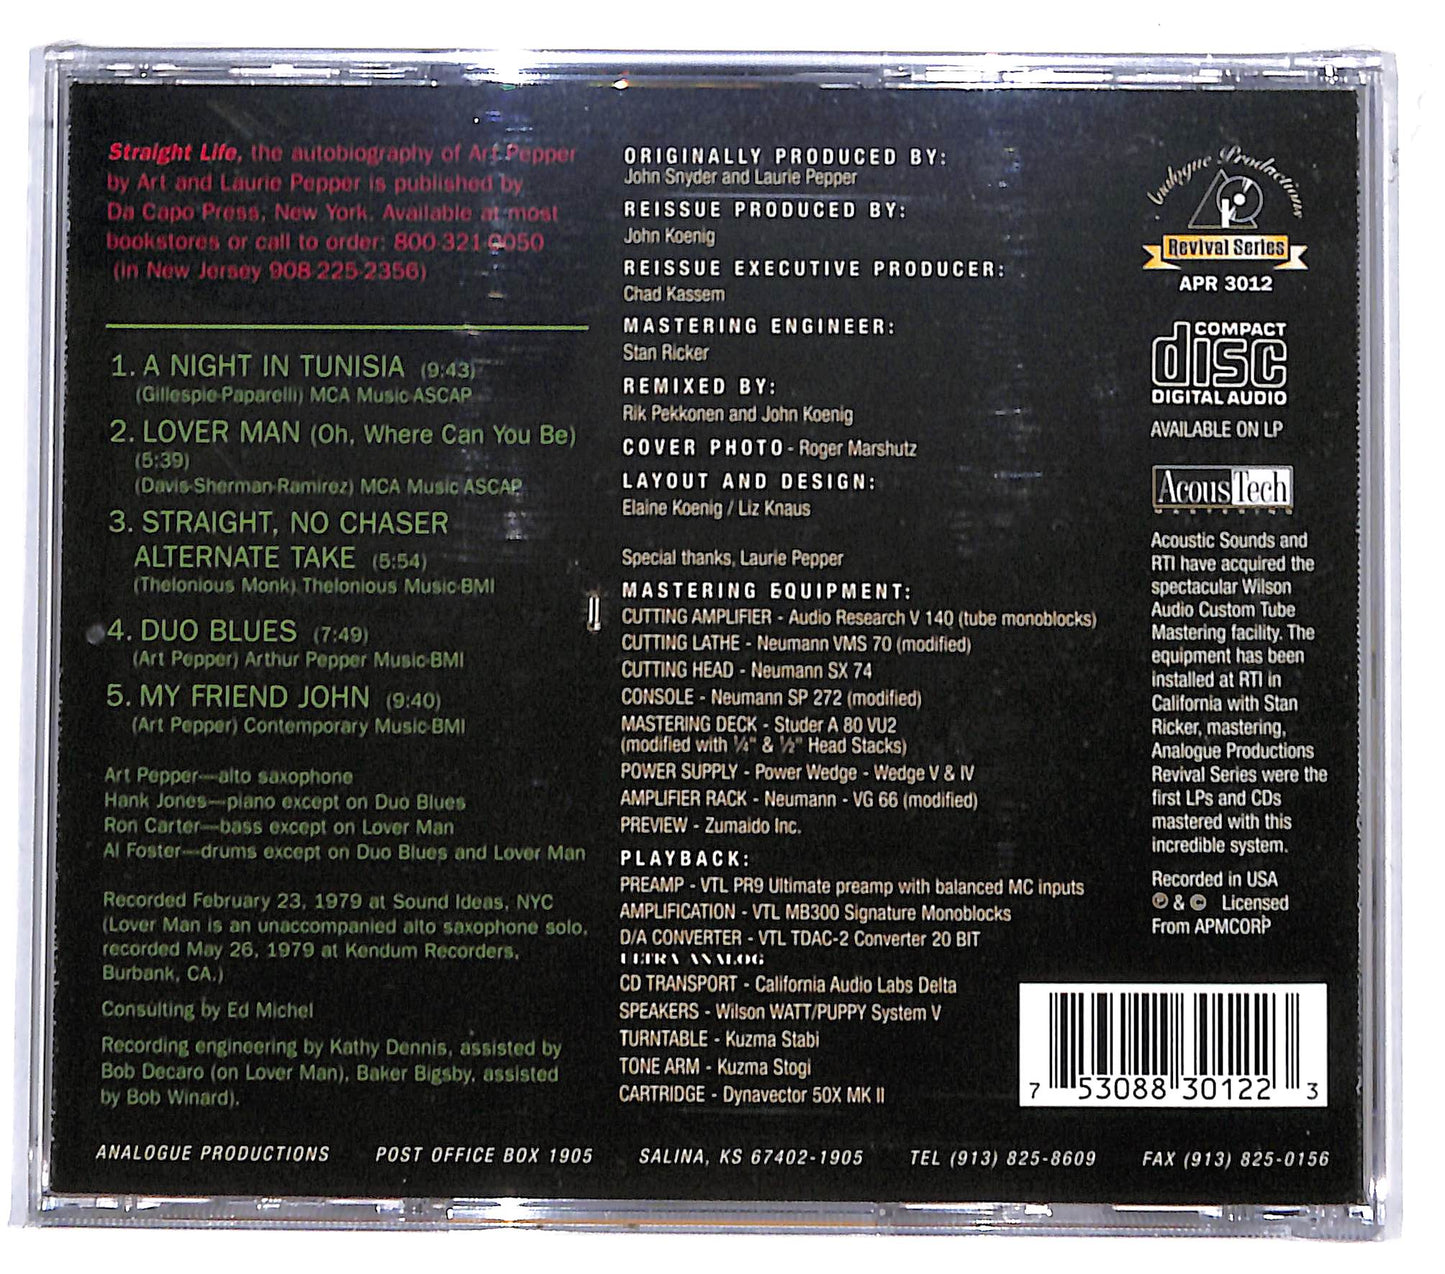 Straight Life, the autobiography of Art Pepper
by Art and Laurie Pepper is published by
Da Capo Press, New York. Available at most
bookstores or call to order: 800-321-0050
(in New Jersey 908-225-2356)
1. A NIGHT IN TUNISIA (9:43)
(Gillespie-Paparelli) MCA Music-ASCAP
2. LOVER MAN (Oh, Where Can You Be)
(5:39)
(Davis-Sherman-Ramirez) MCA Music ASCAP
3. STRAIGHT, NO CHASER
ALTERNATE TAKE (5:54)
(Thelonious Monk) Thelonious Music-BMI
4. DUO BLUES (7:49)
(Art Pepper) Arthur Pepper Music-BMI
5. MY FRIEND JOHN (9:40)
(Art Pepper) Contemporary Music-BMI
Art Pepper—alto saxophone
Hank Jones—piano except on Duo Blues
Ron Carter—bass except on Lover Man
Al Foster—drums except on Duo Blues and Lover Man
Recorded February 23, 1979 at Sound Ideas, NYC
(Lover Man is an unaccompanied alto saxophone solo,
recorded May 26, 1979 at Kendum Recorders,
Burbank, CA.)
Consulting by Ed Michel
Recording engineering by Kathy Dennis, assisted by
Bob Decaro (on Lover Man), Baker Bigsby, assisted
by Bob Winard).
ORIGINALLY PRODUCED BY:
John Snyder and Laurie Pepper
REISSUE PRODUCED BY:
John Koenig
REISSUE EXECUTIVE PRODUCER:
Chad Kassem
MASTERING ENGINEER:
Stan Ricker
REMIXED BY:
Rik Pekkonen and John Koenig
COVER PHOTO - Roger Marshutz
LAYOUT AND DESIGN:
Elaine Koenig / Liz Knaus
Special thanks, Laurie Pepper
MASTERING EQUIPMENT:
CUTTING AMPLIFIER - Audio Research V 140 (tube monoblocks)
CUTTING LATHE - Neumann VMS 70 (modified)
CUTTING HEAD - Neumann SX 74
CONSOLE - Neumann SP 272 (modified)
MASTERING DECK - Studer A 80 VU2
(modified with ¼" & ½" Head Stacks)
POWER SUPPLY - Power Wedge - Wedge V & IV
AMPLIFIER RACK - Neumann - VG 66 (modified)
PREVIEW - Zumaldo Inc.
PLAYBACK:
PREAMP - VTL PR9 Ultimate preamp with balanced MC inputs
AMPLIFICATION - VTL MB300 Signature Monoblocks
D/A CONVERTER - VTL TDAC-2 Converter 20 BIT
ULTRA ANALOG
CD TRANSPORT - California Audio Labs Delta
SPEAKERS - Wilson WATT/PUPPY System V
TURNTABLE - Kuzma Stabi
TONE ARM - Kuzma Stogi
CARTRIDGE - Dynavector 50X MK II
Analogue Productions
Revival Series
APR 3012
COMPACT
disc
DIGITAL AUDIO
AVAILABLE ON LP
AcousTech
MASTERING
Acoustic Sounds and
RTI have acquired the
spectacular Wilson
Audio Custom Tube
Mastering facility. The
equipment has been
installed at RTI in
California with Stan
Ricker, mastering,
Analogue Productions
Revival Series were the
first LPs and CDs
mastered with this
incredible system.
Recorded in USA
℗ & © Licensed
From APMCORP
7 53088 30122 3
ANALOGUE PRODUCTIONS POST OFFICE BOX 1905 SALINA, KS 67402-1905 TEL (913) 825-8609 FAX (913) 825-0156